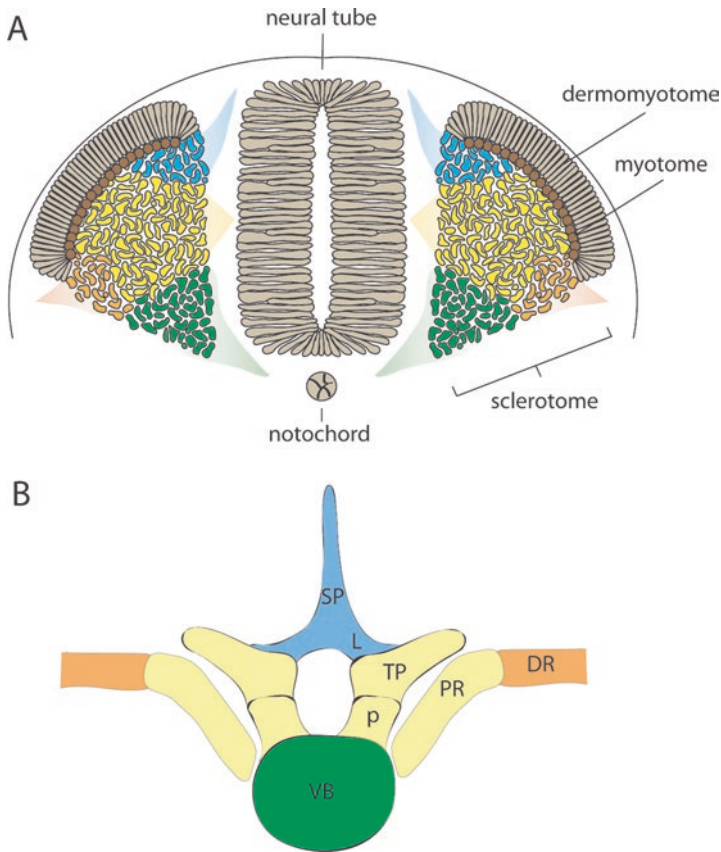 A
neural tube
dermomyotome
myotome
sclerotome
notochord
B
SP
L
TP
DR
PR
p
VB